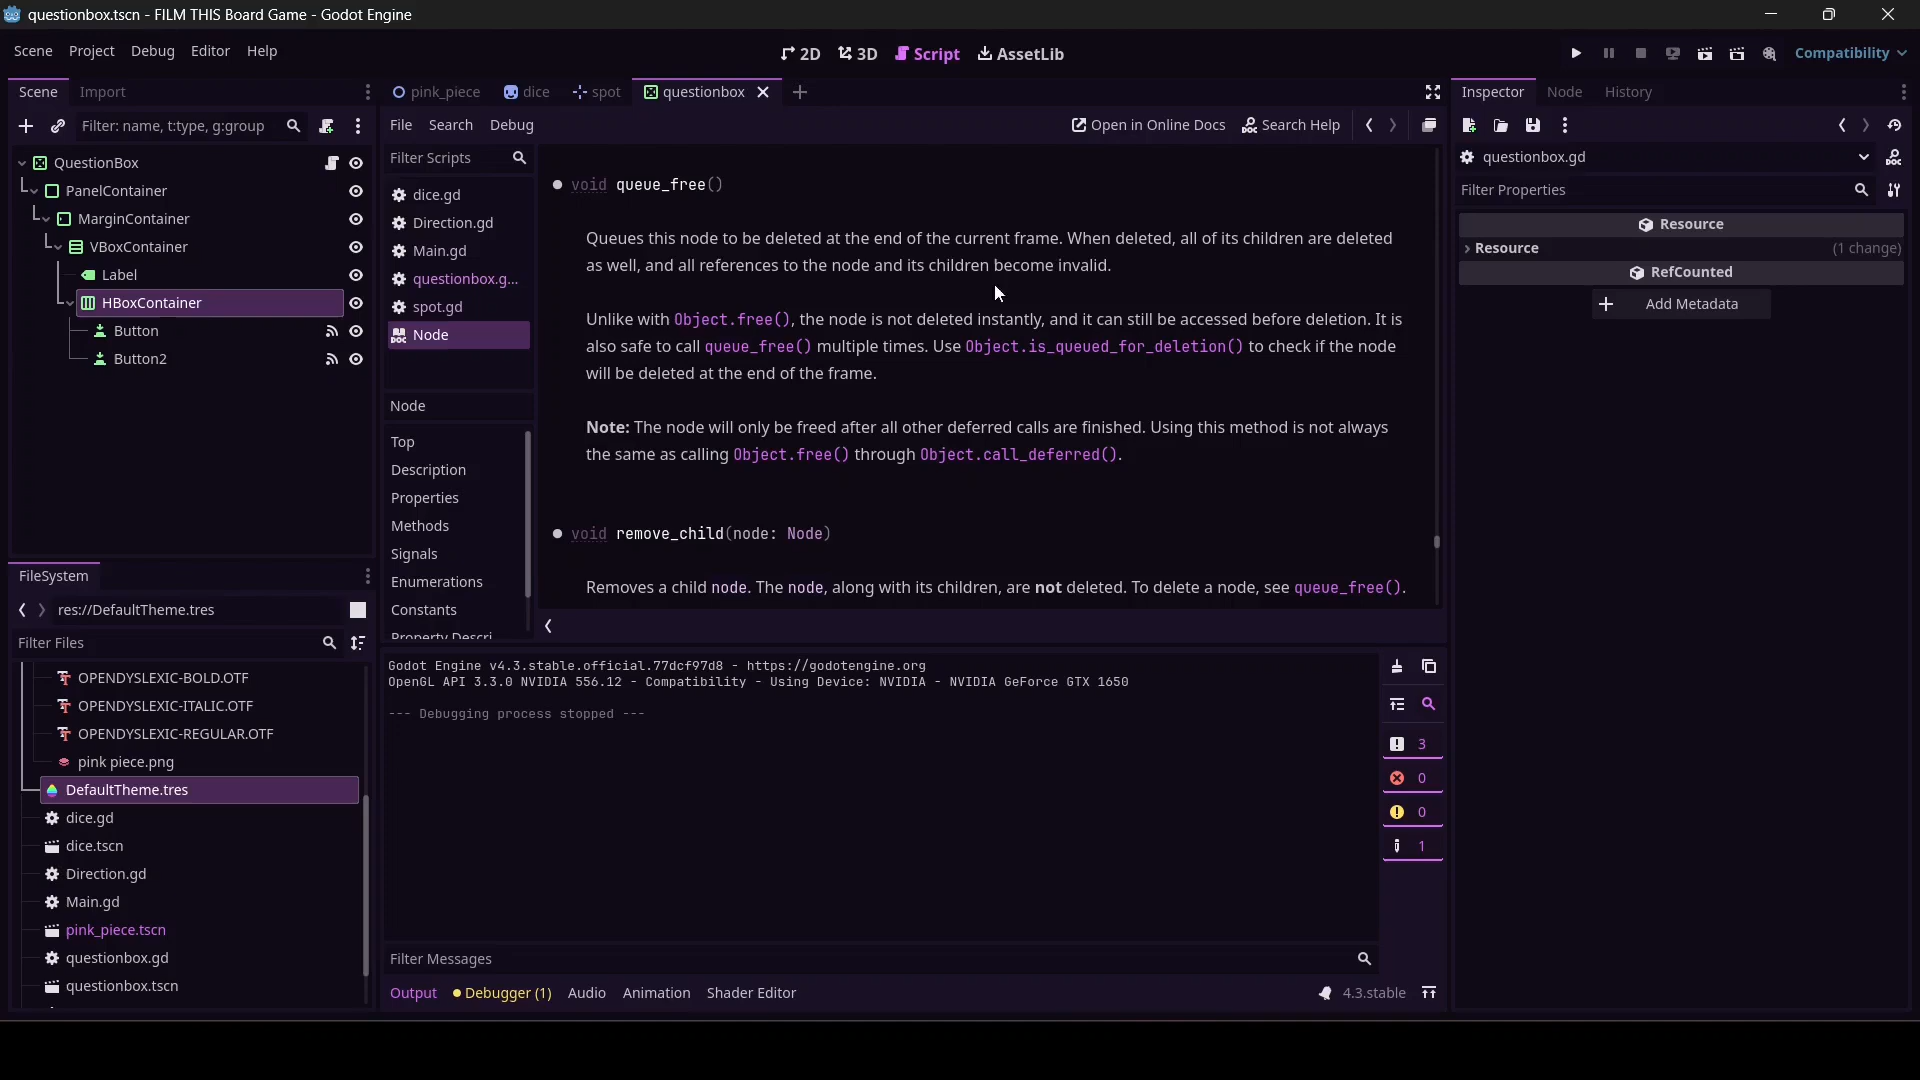 questionbox.tscn - FILM THIS Board Game - Godot Engine
Scene Project Debug Editor Help
2D 3D Script AssetLib
Compatibility
Scene Import
Filter: name, t:type, g:group
QuestionBox
PanelContainer
MarginContainer
VBoxContainer
Label
HBoxContainer
Button
Button2
FileSystem
res://DefaultTheme.tres
Filter Files
OPENDYSLEXIC-BOLD.OTF
OPENDYSLEXIC-ITALIC.OTF
OPENDYSLEXIC-REGULAR.OTF
pink piece.png
DefaultTheme.tres
dice.gd
dice.tscn
Direction.gd
Main.gd
pink_piece.tscn
questionbox.gd
questionbox.tscn
pink_piece dice spot questionbox
File Search Debug
Open in Online Docs Search Help
Filter Scripts
dice.gd
Direction.gd
Main.gd
questionbox.g...
spot.gd
Node
Node
Top
Description
Properties
Methods
Signals
Enumerations
Constants
Property Descri
void queue_free()
Queues this node to be deleted at the end of the current frame. When deleted, all of its children are deleted
as well, and all references to the node and its children become invalid.
Unlike with Object.free(), the node is not deleted instantly, and it can still be accessed before deletion. It is
also safe to call queue_free() multiple times. Use Object.is_queued_for_deletion() to check if the node
will be deleted at the end of the frame.
Note: The node will only be freed after all other deferred calls are finished. Using this method is not always
the same as calling Object.free() through Object.call_deferred().
void remove_child(node: Node)
Removes a child node. The node, along with its children, are not deleted. To delete a node, see queue_free().
Godot Engine v4.3.stable.official.77dcf97d8 - https://godotengine.org
OpenGL API 3.3.0 NVIDIA 556.12 - Compatibility - Using Device: NVIDIA - NVIDIA GeForce GTX 1650
--- Debugging process stopped ---
3
0
0
1
Filter Messages
Output Debugger (1) Audio Animation Shader Editor
4.3.stable
Inspector Node History
questionbox.gd
Filter Properties
Resource
Resource (1 change)
RefCounted
Add Metadata